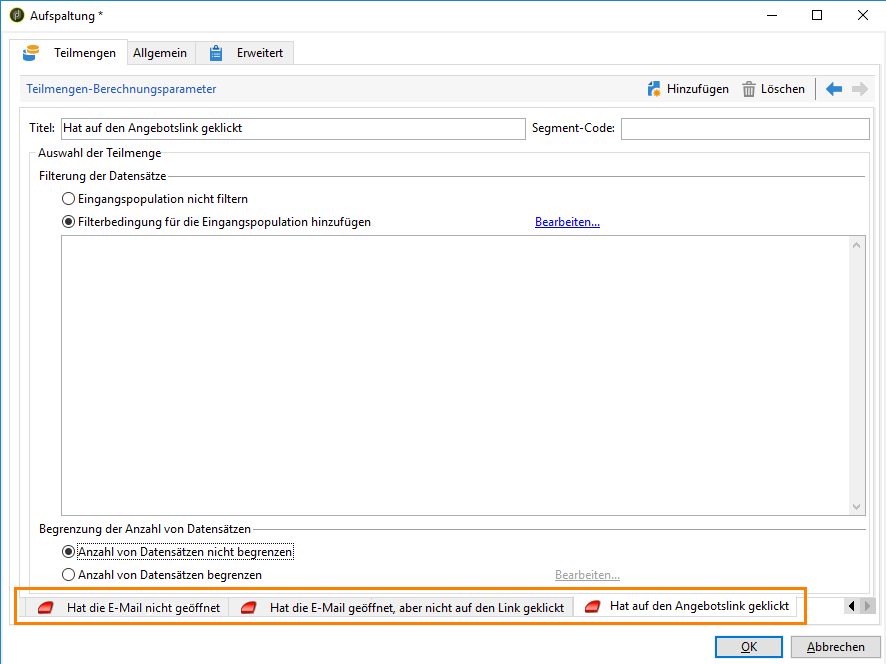 Aufspaltung *
Teilmengen Allgemein Erweitert
Teilmengen-Berechnungsparameter Hinzufügen Löschen
Titel: Hat auf den Angebotslink geklickt Segment-Code:
Auswahl der Teilmenge
Filterung der Datensätze
Eingangspopulation nicht filtern
Filterbedingung für die Eingangspopulation hinzufügen Bearbeiten...
Begrenzung der Anzahl von Datensätzen
Anzahl von Datensätzen nicht begrenzen
Anzahl von Datensätzen begrenzen Bearbeiten...
Hat die E-Mail nicht geöffnet Hat die E-Mail geöffnet, aber nicht auf den Link geklickt Hat auf den Angebotslink geklickt
OK Abbrechen